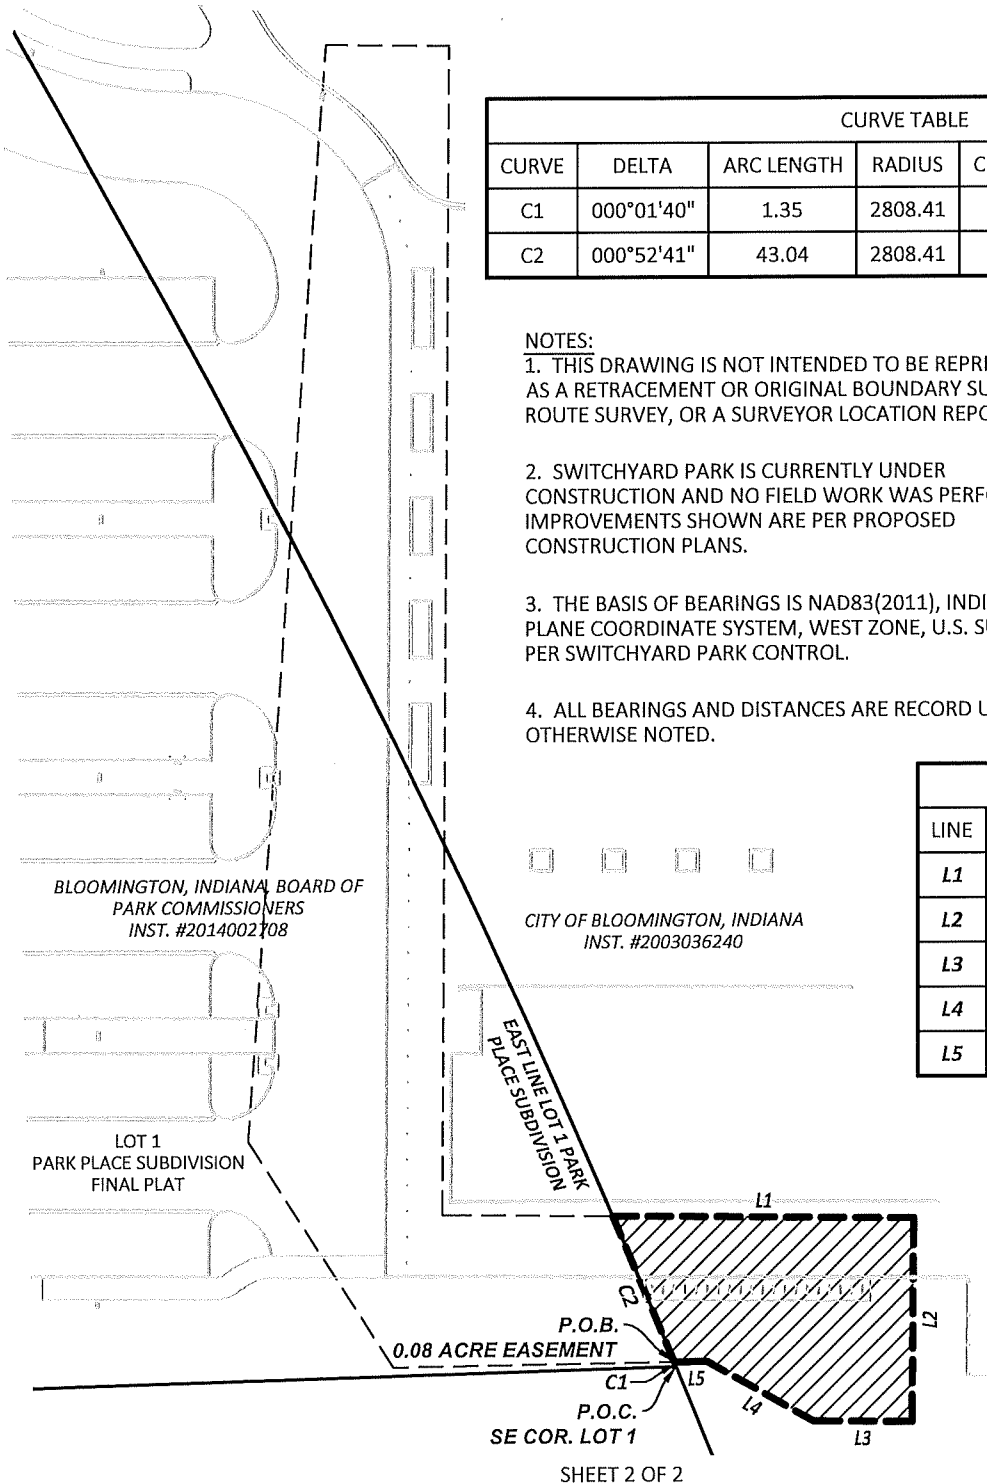 CURVE TABLE
CURVE DELTA ARC LENGTH RADIUS C
C1 000°01'40" 1.35 2808.41
C2 000°52'41" 43.04 2808.41
NOTES:
1. THIS DRAWING IS NOT INTENDED TO BE REPRE
AS A RETRACEMENT OR ORIGINAL BOUNDARY SU
ROUTE SURVEY, OR A SURVEYOR LOCATION REPO
2. SWITCHYARD PARK IS CURRENTLY UNDER
CONSTRUCTION AND NO FIELD WORK WAS PERFO
IMPROVEMENTS SHOWN ARE PER PROPOSED
CONSTRUCTION PLANS.
3. THE BASIS OF BEARINGS IS NAD83(2011), INDI
PLANE COORDINATE SYSTEM, WEST ZONE, U.S. SU
PER SWITCHYARD PARK CONTROL.
4. ALL BEARINGS AND DISTANCES ARE RECORD U
OTHERWISE NOTED.
LINE
L1
L2
L3
L4
L5
BLOOMINGTON, INDIANA BOARD OF
PARK COMMISSIONERS
INST. #2014002708
CITY OF BLOOMINGTON, INDIANA
INST. #2003036240
EAST LINE LOT 1 PARK
PLACE SUBDIVISION
LOT 1
PARK PLACE SUBDIVISION
FINAL PLAT
L1
C2
L2
P.O.B.
0.08 ACRE EASEMENT
C1
L5
L4
P.O.C.
SE COR. LOT 1
L3
SHEET 2 OF 2